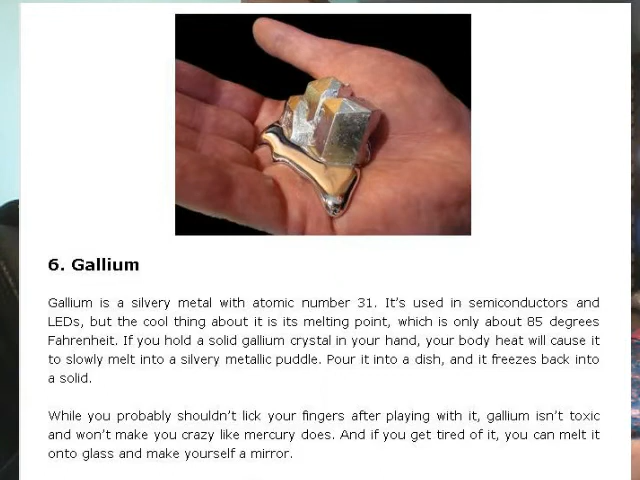 6. Gallium
Gallium is a silvery metal with atomic number 31. It's used in semiconductors and
LEDs, but the cool thing about it is its melting point, which is only about 85 degrees
Fahrenheit. If you hold a solid gallium crystal in your hand, your body heat will cause it
to slowly melt into a silvery metallic puddle. Pour it into a dish, and it freezes back into
a solid.
While you probably shouldn't lick your fingers after playing with it, gallium isn't toxic
and won't make you crazy like mercury does. And if you get tired of it, you can melt it
onto glass and make yourself a mirror.